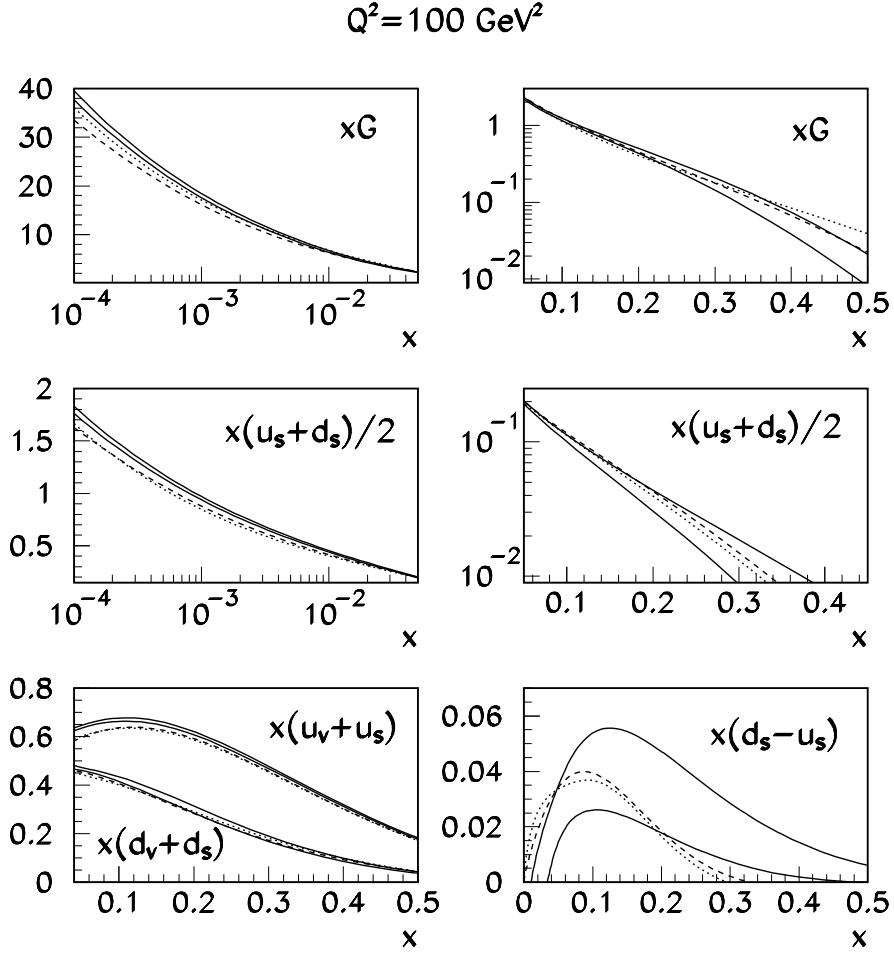 Q²=100 GeV²
40
30
20
10
xG
10⁻⁴ 10⁻³ 10⁻²
x
1
10⁻¹
10⁻²
xG
0.1 0.2 0.3 0.4 0.5
x
2
1.5
1
0.5
x(uₛ+dₛ)/2
10⁻⁴ 10⁻³ 10⁻²
x
10⁻¹
10⁻²
x(uₛ+dₛ)/2
0.1 0.2 0.3 0.4
x
0.8
0.6
0.4
0.2
0
x(uᵥ+uₛ)
x(dᵥ+dₛ)
0.1 0.2 0.3 0.4 0.5
x
0.06
0.04
0.02
0
x(dₛ−uₛ)
0 0.1 0.2 0.3 0.4 0.5
x